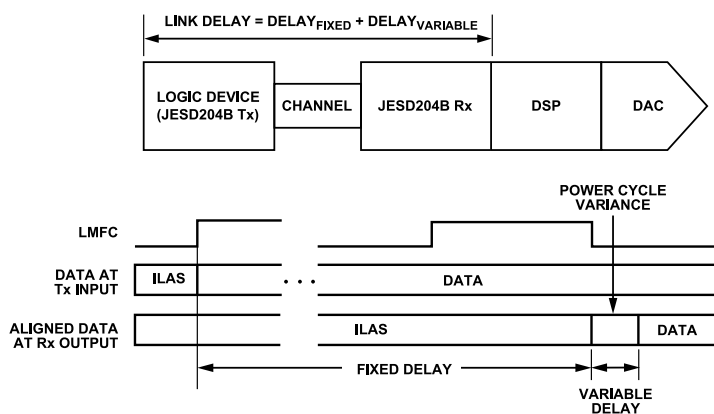 LINK DELAY = DELAYFIXED + DELAYVARIABLE
LOGIC DEVICE
(JESD204B Tx)
CHANNEL
JESD204B Rx
DSP
DAC
POWER CYCLE
VARIANCE
LMFC
DATA AT
Tx INPUT
ILAS
...
DATA
ALIGNED DATA
AT Rx OUTPUT
ILAS
DATA
FIXED DELAY
VARIABLE
DELAY